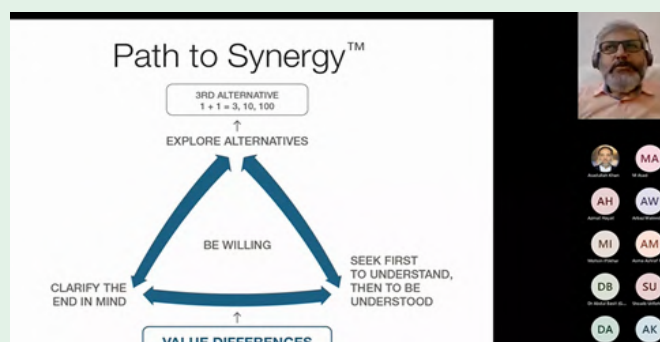 Path to Synergy™
3RD ALTERNATIVE
1 + 1 = 3, 10, 100
EXPLORE ALTERNATIVES
BE WILLING
CLARIFY THE
END IN MIND
SEEK FIRST
TO UNDERSTAND,
THEN TO BE
UNDERSTOOD
VALUE DIFFERENCES
MA
AH
AW
MI
AM
DB
SU
DA
AK